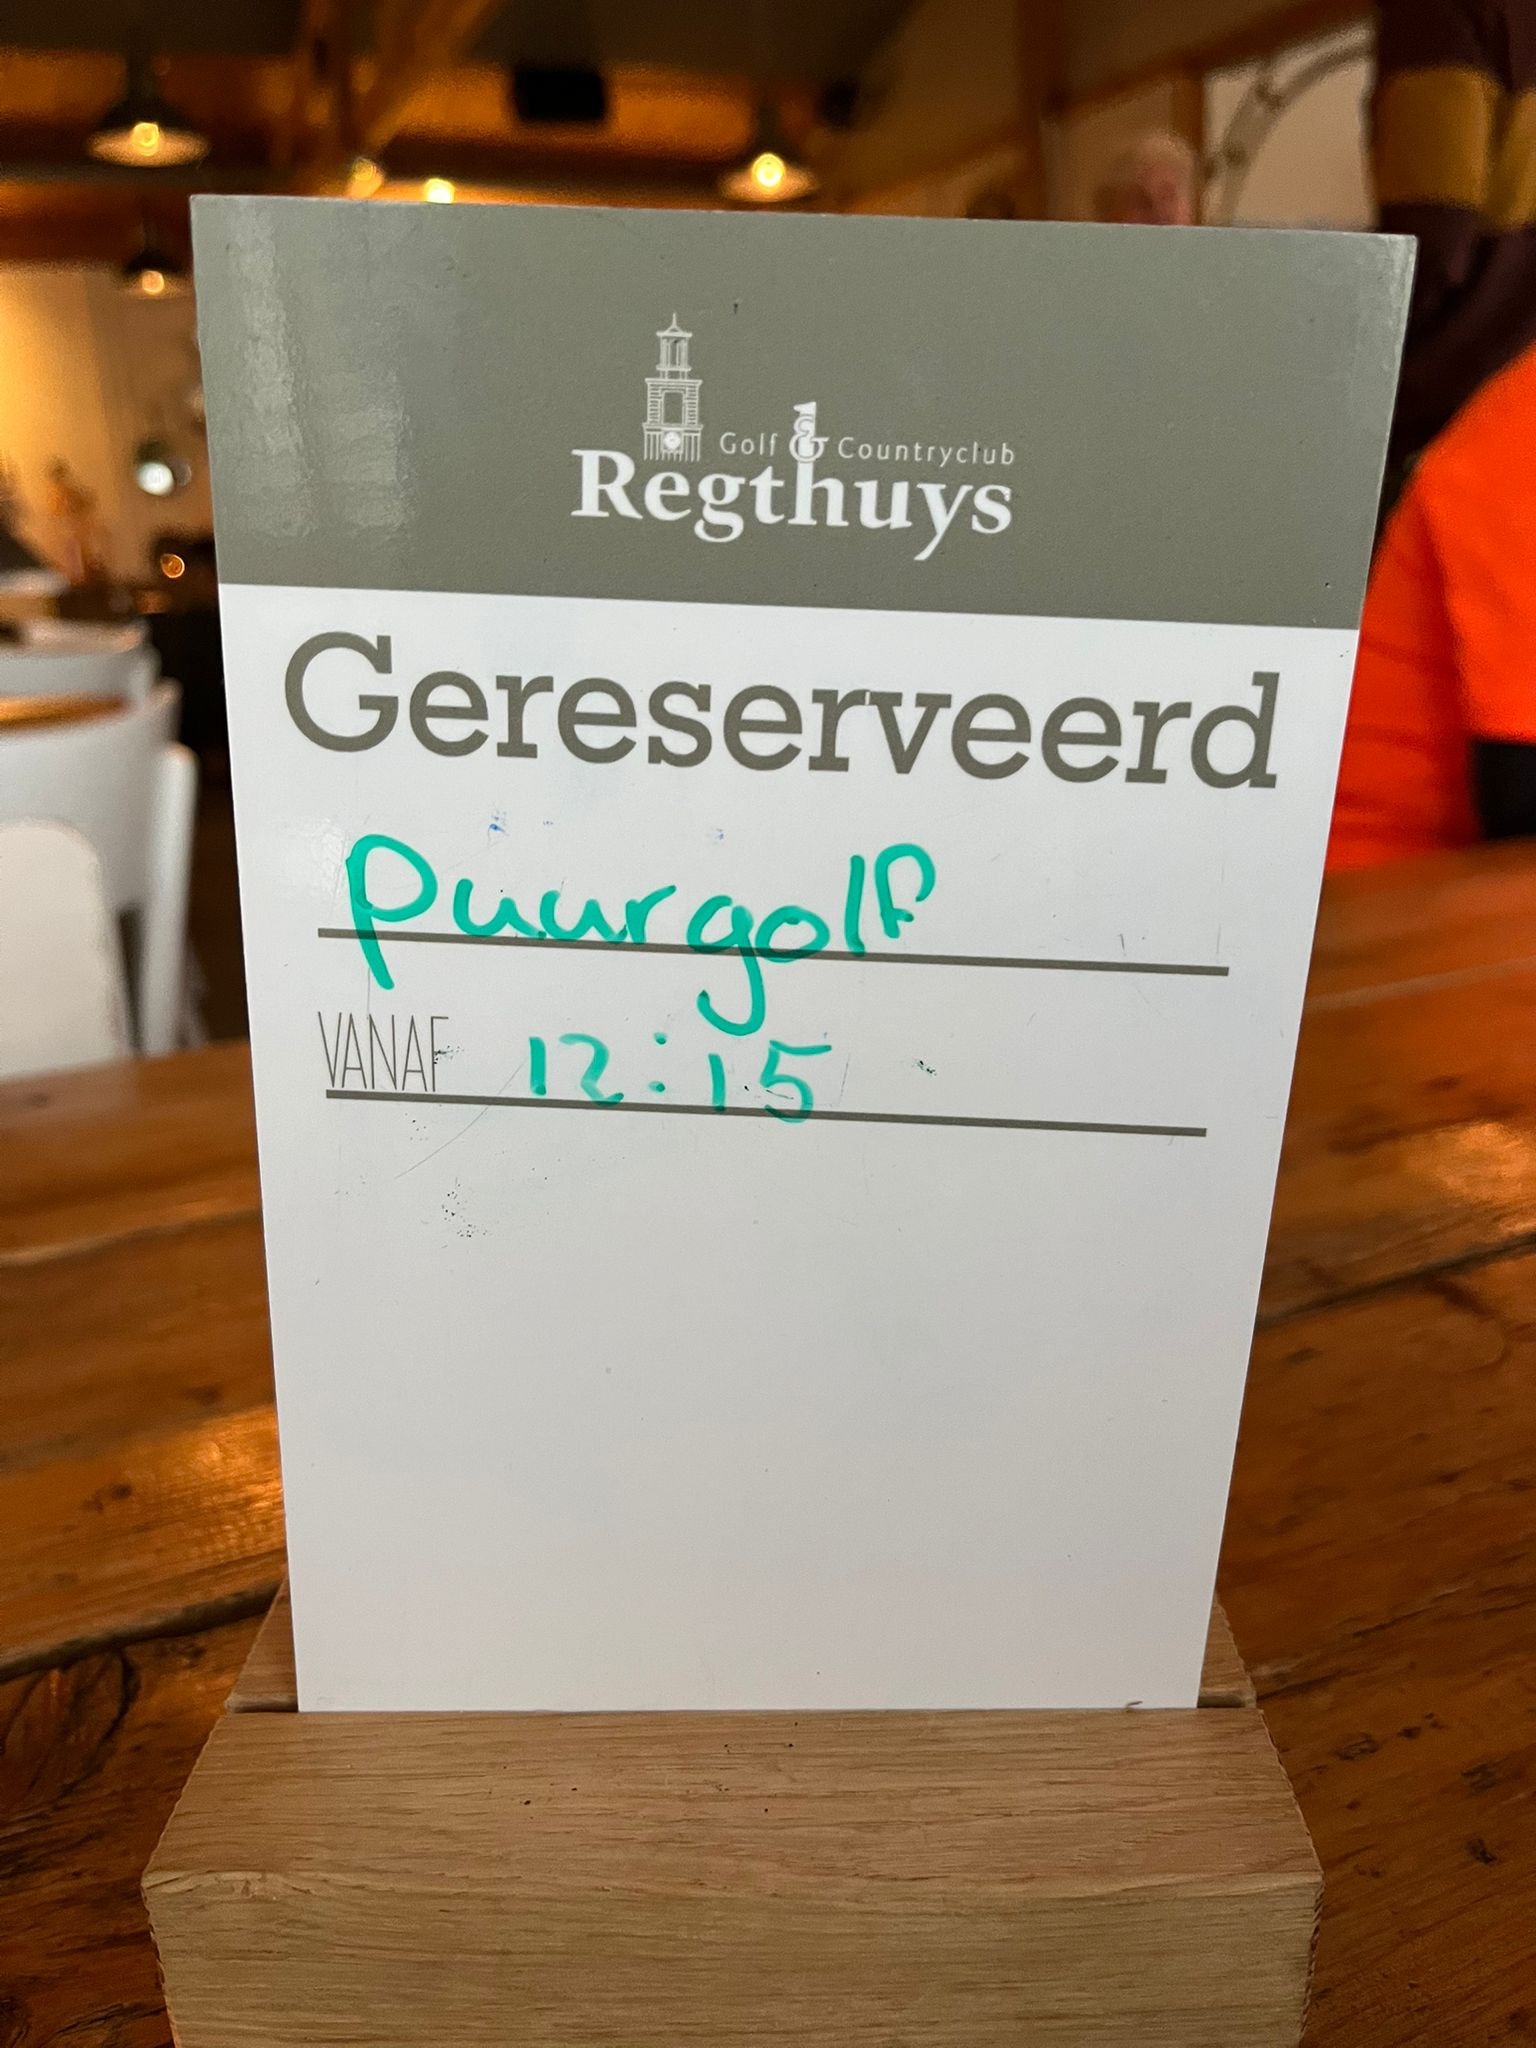 Golf & Countryclub
Regthuys
Gereserveerd
Puurgolf
VANAF 12:15